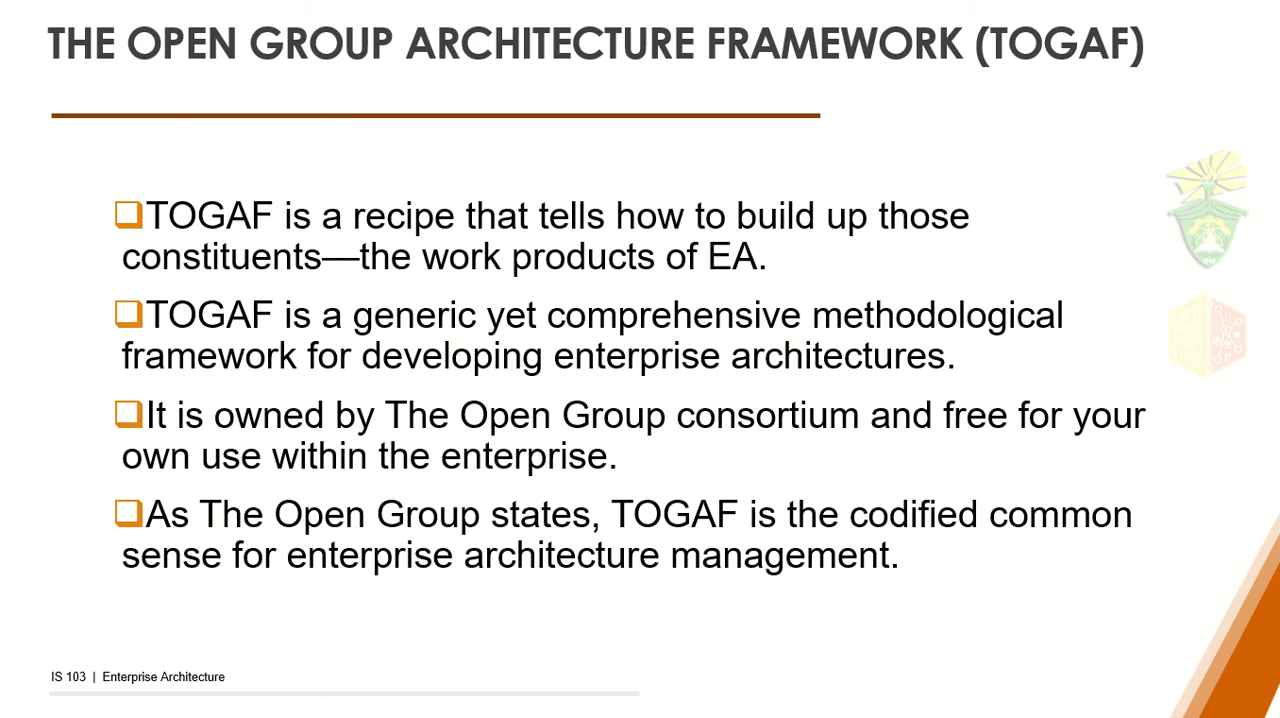 THE OPEN GROUP ARCHITECTURE FRAMEWORK (TOGAF)
TOGAF is a recipe that tells how to build up those
constituents—the work products of EA.
TOGAF is a generic yet comprehensive methodological
framework for developing enterprise architectures.
It is owned by The Open Group consortium and free for your
own use within the enterprise.
As The Open Group states, TOGAF is the codified common
sense for enterprise architecture management.
IS 103 | Enterprise Architecture